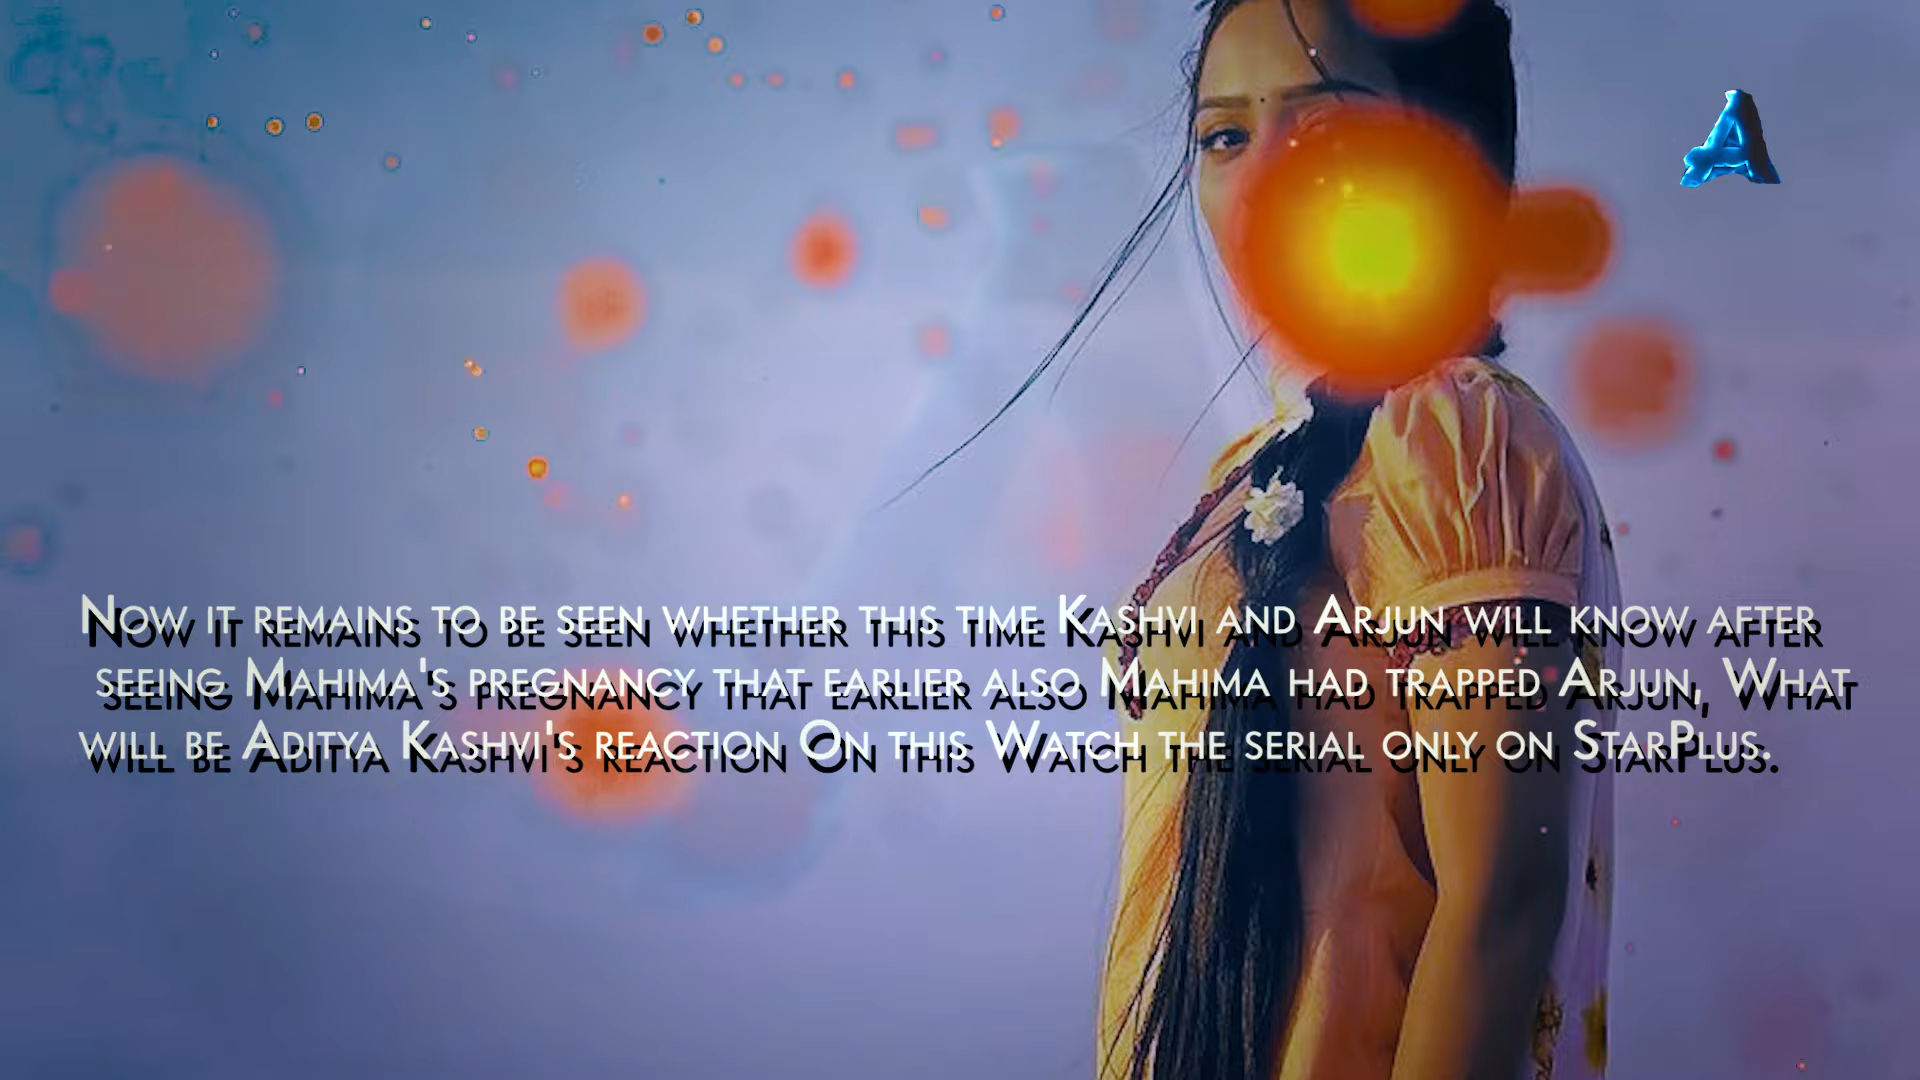 A
Now it remains to be seen whether this time Kashvi and Arjun will know after
seeing Mahima's pregnancy that earlier also Mahima had trapped Arjun, What
will be Aditya Kashvi's reaction On this Watch the serial only on StarPlus.